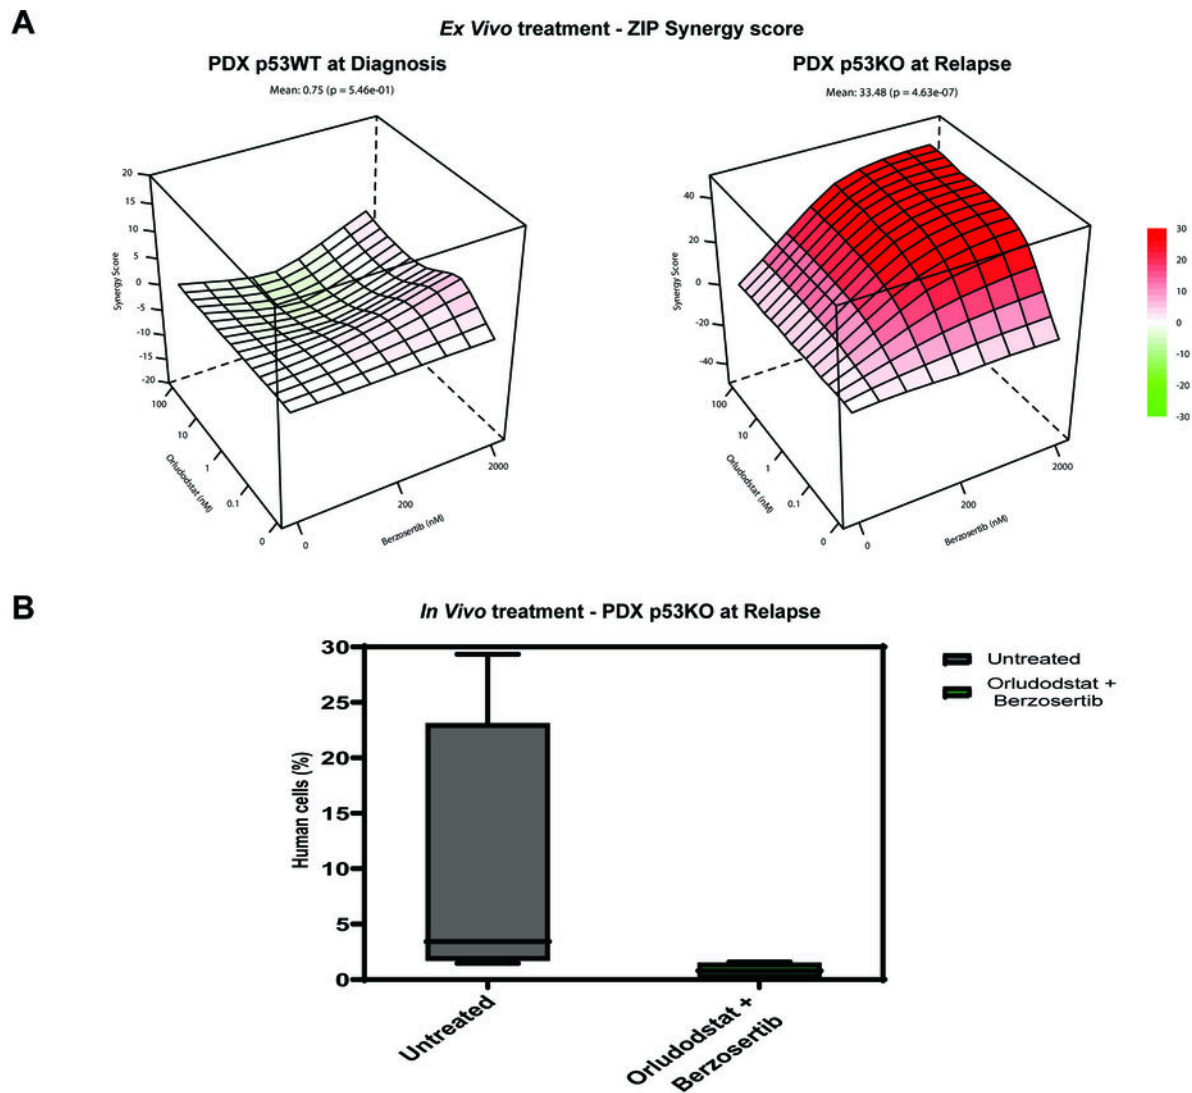 A
Ex Vivo treatment - ZIP Synergy score
PDX p53WT at Diagnosis
Mean: 0.75 (p = 5.46e-01)
20
15
10
5
0
-5
-10
-15
-20
Synergy Score
100
10
1
0.1
0
Orludodstat (nM)
0
200
2000
Berzosertib (nM)
PDX p53KO at Relapse
Mean: 33.48 (p = 4.63e-07)
40
20
0
-20
-40
Synergy Score
100
10
1
0.1
0
Orludodstat (nM)
0
200
2000
Berzosertib (nM)
30
20
10
0
-10
-20
-30
B
In Vivo treatment - PDX p53KO at Relapse
30
25
20
15
10
5
0
Human cells (%)
Untreated
Orludodstat +
Berzosertib
Untreated
Orludodstat +
Berzosertib